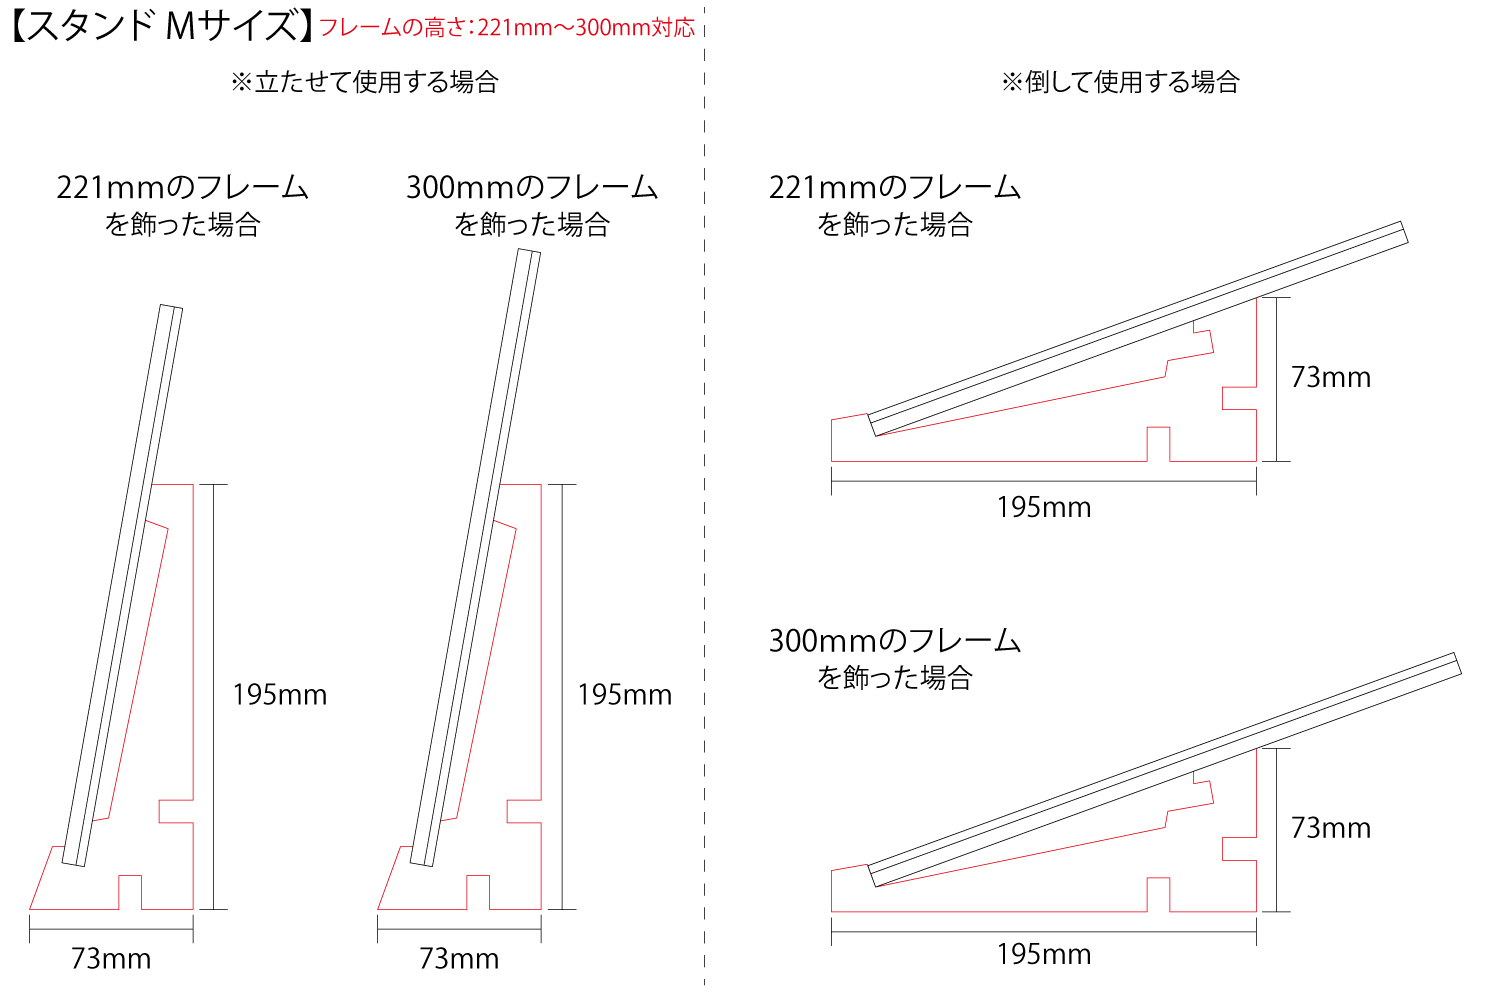 【スタンド Mサイズ】フレームの高さ：221mm～300mm対応
※立たせて使用する場合
221mmのフレーム
を飾った場合
300mmのフレーム
を飾った場合
195mm
195mm
73mm
73mm
※倒して使用する場合
221mmのフレーム
を飾った場合
73mm
195mm
300mmのフレーム
を飾った場合
73mm
195mm